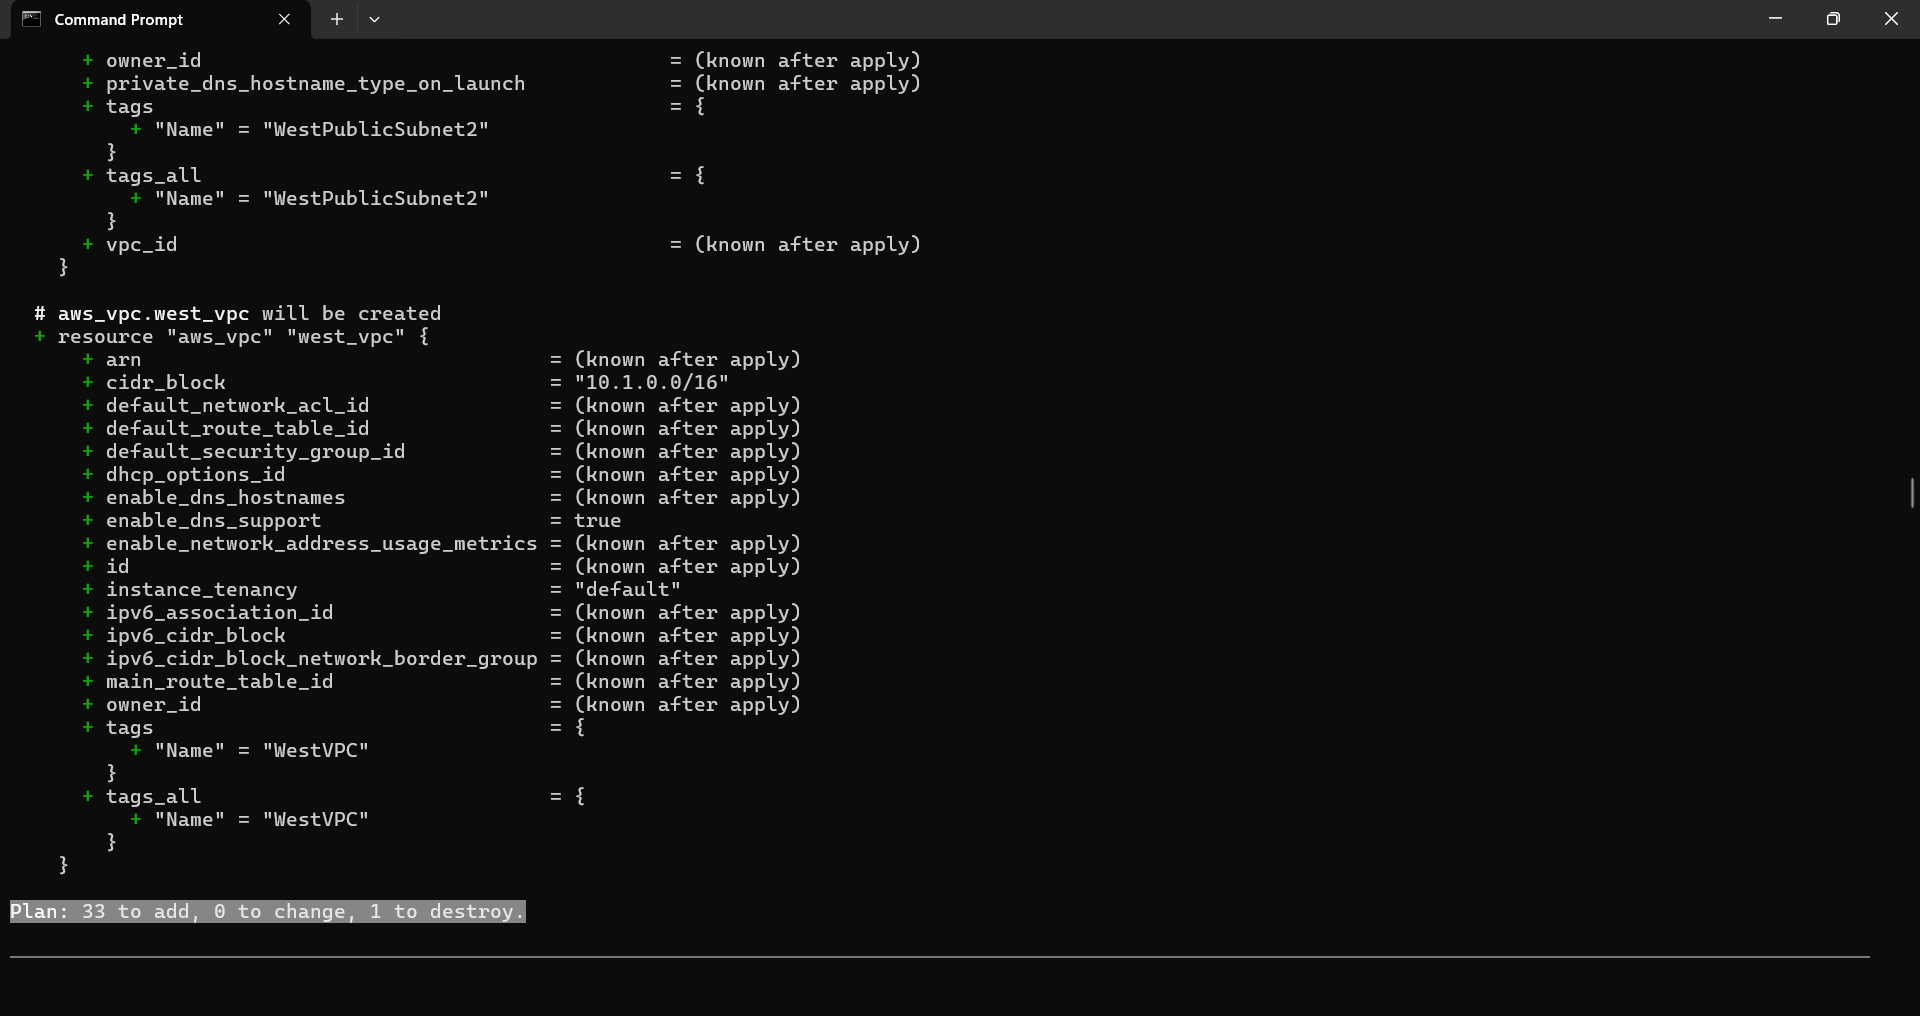 Command Prompt
+ owner_id = (known after apply)
+ private_dns_hostname_type_on_launch = (known after apply)
+ tags = {
+ "Name" = "WestPublicSubnet2"
}
+ tags_all = {
+ "Name" = "WestPublicSubnet2"
}
+ vpc_id = (known after apply)
}
# aws_vpc.west_vpc will be created
+ resource "aws_vpc" "west_vpc" {
+ arn = (known after apply)
+ cidr_block = "10.1.0.0/16"
+ default_network_acl_id = (known after apply)
+ default_route_table_id = (known after apply)
+ default_security_group_id = (known after apply)
+ dhcp_options_id = (known after apply)
+ enable_dns_hostnames = (known after apply)
+ enable_dns_support = true
+ enable_network_address_usage_metrics = (known after apply)
+ id = (known after apply)
+ instance_tenancy = "default"
+ ipv6_association_id = (known after apply)
+ ipv6_cidr_block = (known after apply)
+ ipv6_cidr_block_network_border_group = (known after apply)
+ main_route_table_id = (known after apply)
+ owner_id = (known after apply)
+ tags = {
+ "Name" = "WestVPC"
}
+ tags_all = {
+ "Name" = "WestVPC"
}
}
Plan: 33 to add, 0 to change, 1 to destroy.